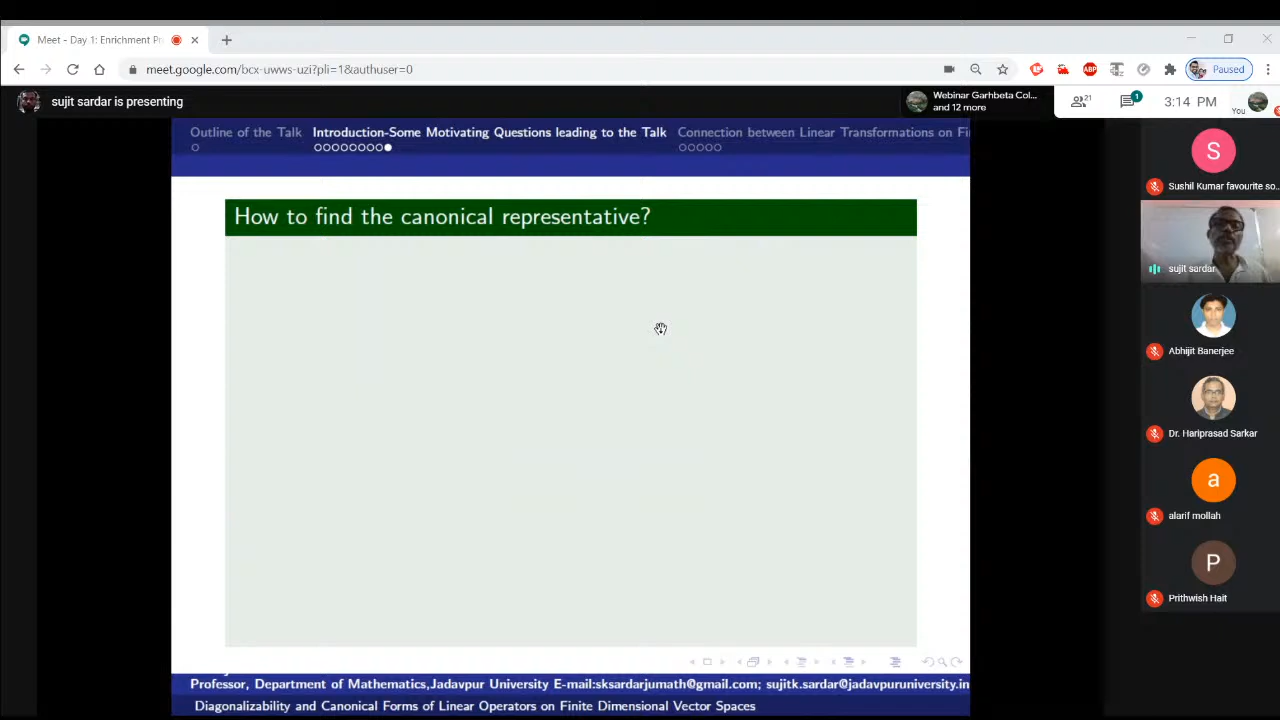 Meet - Day 1: Enrichment Pr
meet.google.com/bcx-uwws-uzi?pli=1&authuser=0
ABP
Paused
sujit sardar is presenting
Webinar Garhbeta Col...
and 12 more
21
1
3:14 PM
You
Outline of the Talk
Introduction-Some Motivating Questions leading to the Talk
Connection between Linear Transformations on Fi
How to find the canonical representative?
S
Sushil Kumar favourite so...
sujit sardar
Abhijit Banerjee
Dr. Hariprasad Sarkar
a
alarif mollah
P
Prithwish Hait
Professor, Department of Mathematics,Jadavpur University E-mail:sksardarjumath@gmail.com; sujitk.sardar@jadavpuruniversity.in
Diagonalizability and Canonical Forms of Linear Operators on Finite Dimensional Vector Spaces